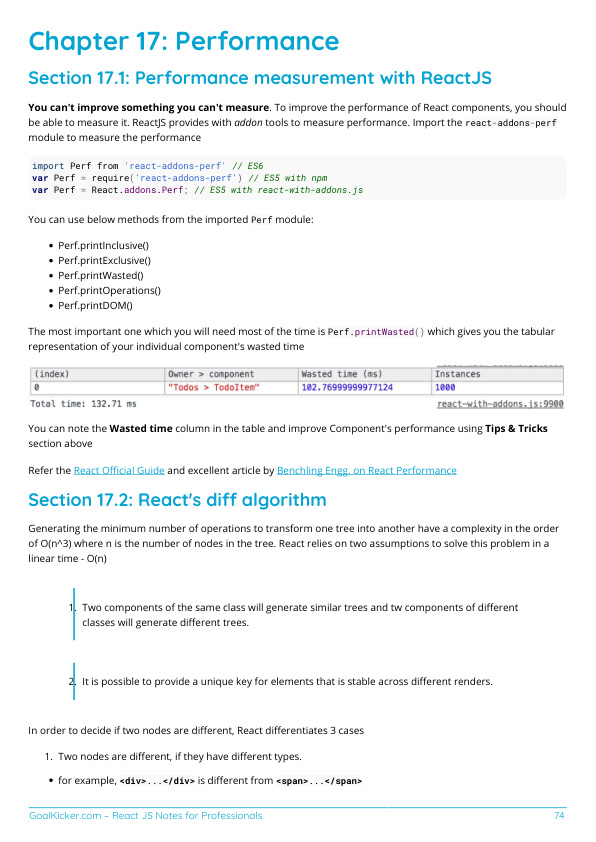 Chapter 17: Performance
Section 17.1: Performance measurement with ReactJS
You can't improve something you can't measure. To improve the performance of React components, you should
be able to measure it. ReactJS provides with addon tools to measure performance. Import the react-addons-perf
module to measure the performance
import Perf from 'react-addons-perf' // ES6
var Perf = require('react-addons-perf') // ES5 with npm
var Perf = React.addons.Perf; // ES5 with react-with-addons.js
You can use below methods from the imported Perf module:
• Perf.printInclusive()
• Perf.printExclusive()
• Perf.printWasted()
• Perf.printOperations()
• Perf.printDOM()
The most important one which you will need most of the time is Perf.printWasted() which gives you the tabular
representation of your individual component's wasted time
(index) Owner > component Wasted time (ms) Instances
0 "Todos > TodoItem" 102.76999999977124 1000
Total time: 132.71 ms react-with-addons.js:9900
You can note the Wasted time column in the table and improve Component's performance using Tips & Tricks
section above
Refer the React Official Guide and excellent article by Benchling Engg. on React Performance
Section 17.2: React's diff algorithm
Generating the minimum number of operations to transform one tree into another have a complexity in the order
of O(n^3) where n is the number of nodes in the tree. React relies on two assumptions to solve this problem in a
linear time - O(n)
1. Two components of the same class will generate similar trees and tw components of different
classes will generate different trees.
2. It is possible to provide a unique key for elements that is stable across different renders.
In order to decide if two nodes are different, React differentiates 3 cases
1. Two nodes are different, if they have different types.
• for example, <div>...</div> is different from <span>...</span>
GoalKicker.com – React JS Notes for Professionals 74